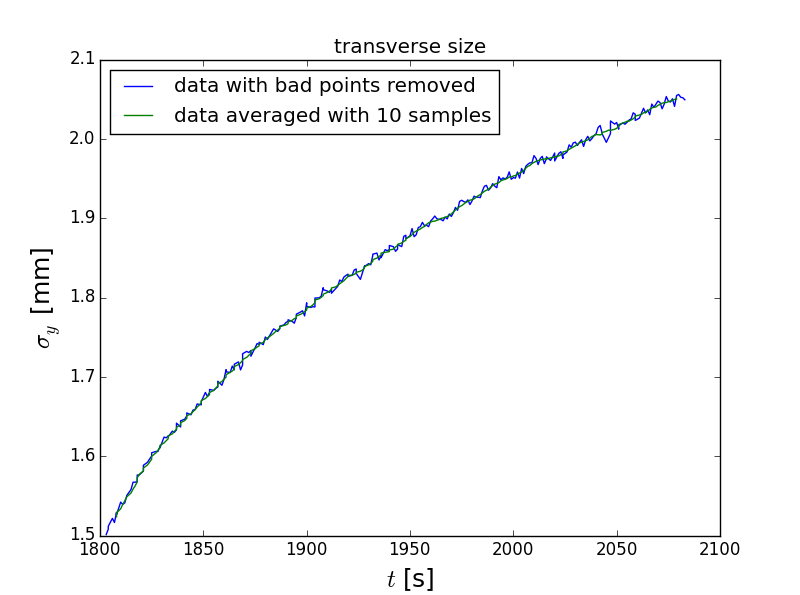 transverse size
data with bad points removed
data averaged with 10 samples
2.1
2.0
1.9
1.8
1.7
1.6
1.5
σy [mm]
1800 1850 1900 1950 2000 2050 2100
t [s]